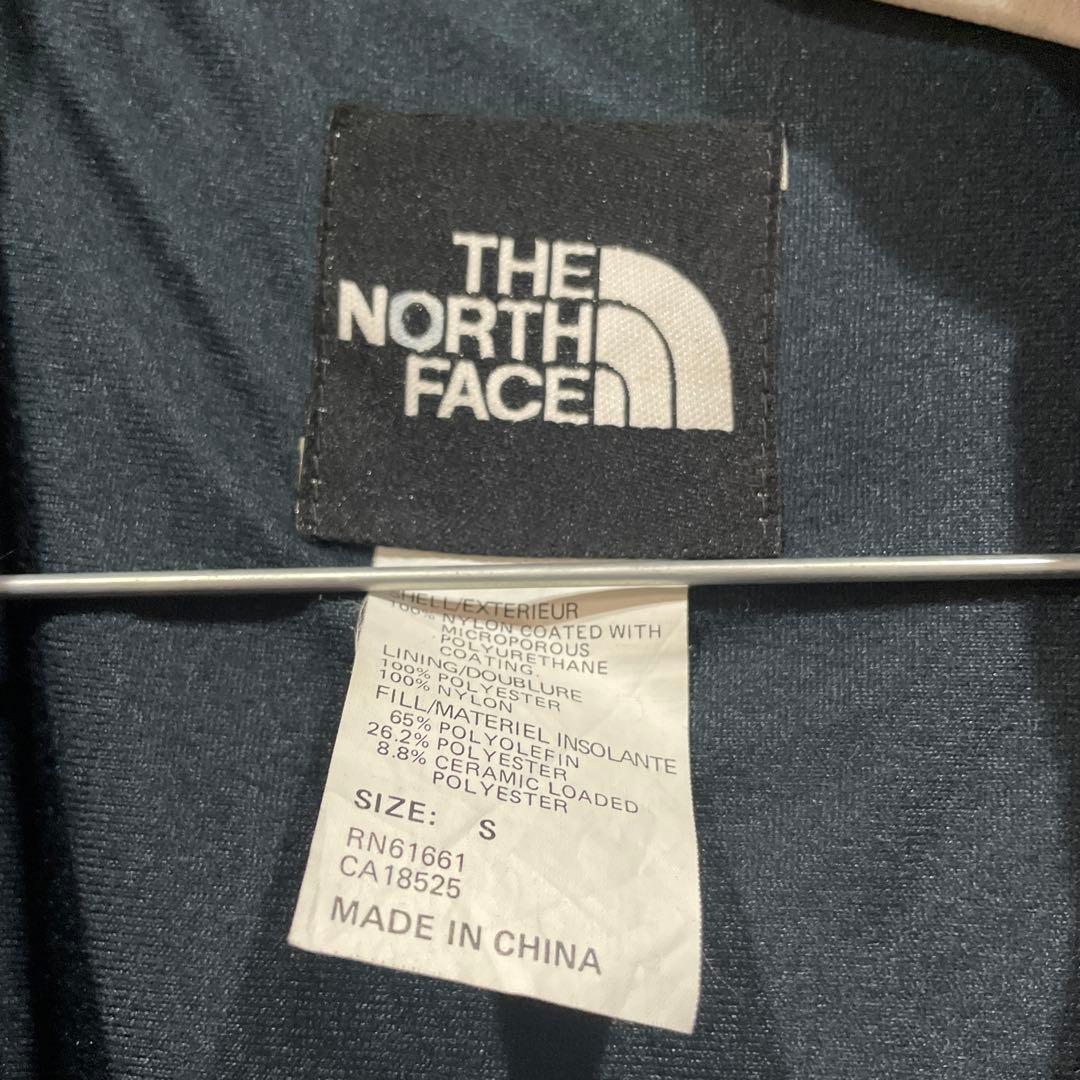 THE
NORTH
FACE
SHELL/EXTERIEUR
100% NYLON COATED WITH
MICROPOROUS
POLYURETHANE
COATING.
LINING/DOUBLURE
100% POLYESTER
100% NYLON
FILL/MATERIEL INSOLANTE
65% POLYOLEFIN
26.2% POLYESTER
8.8% CERAMIC LOADED
POLYESTER
SIZE: S
RN61661
CA18525
MADE IN CHINA